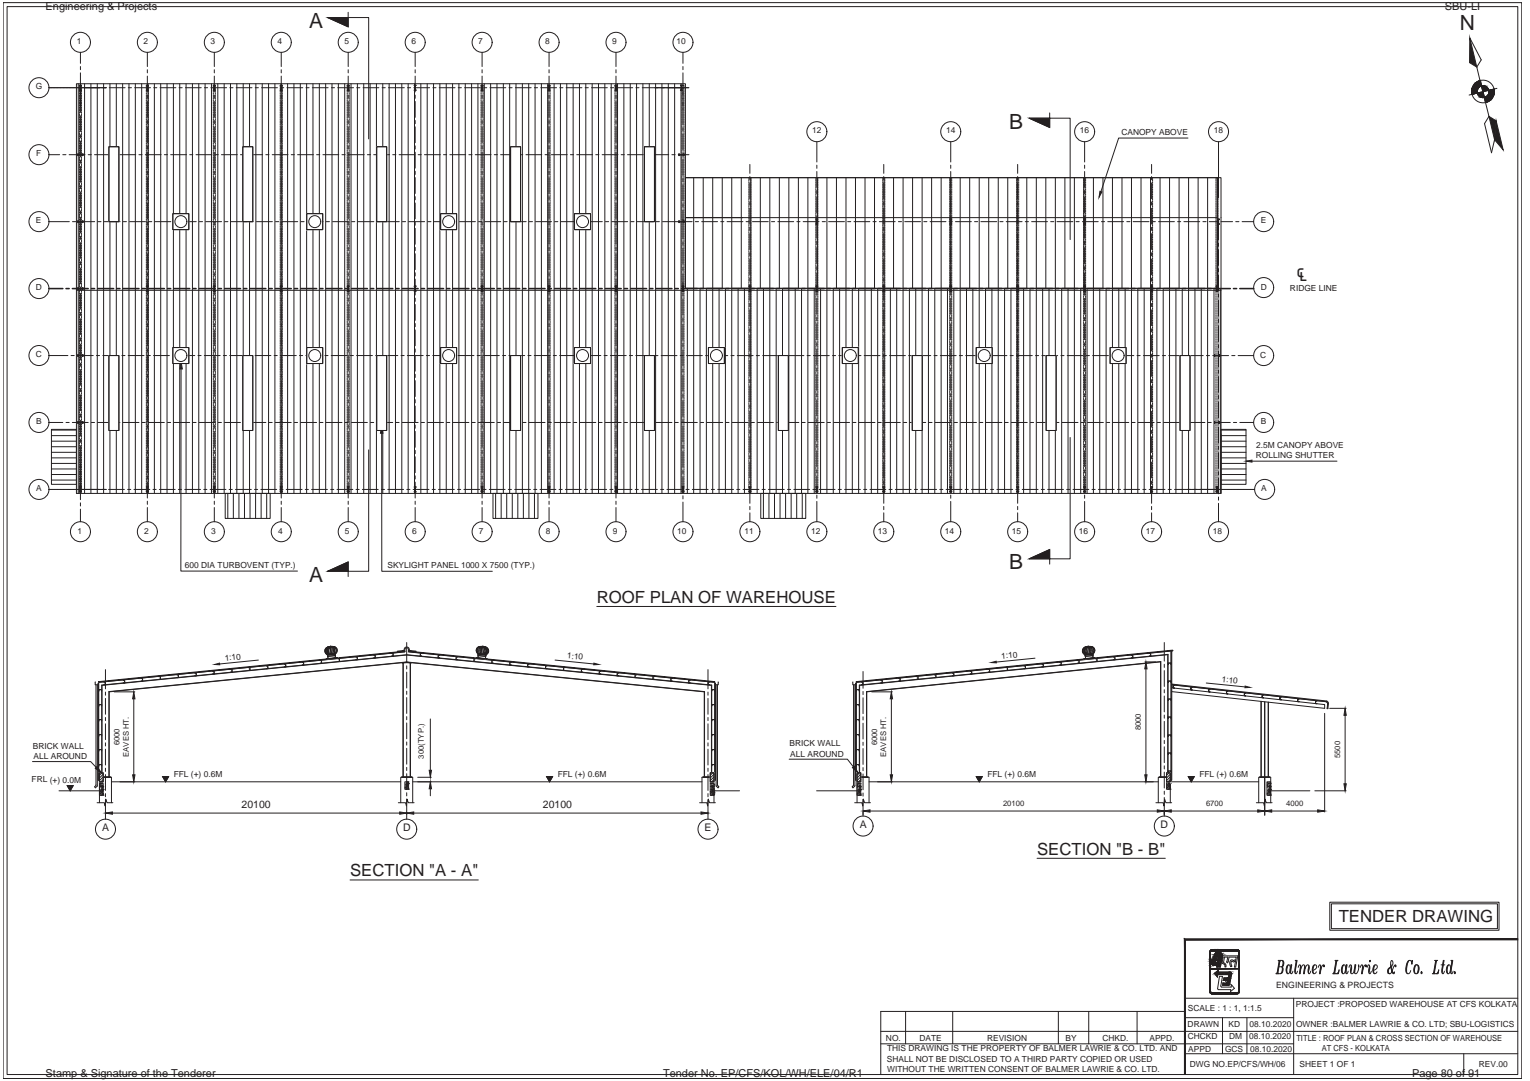 Engineering & Projects
SBU-LI
N
A
1 2 3 4 5 6 7 8 9 10
G
B
12 14 16 18
CANOPY ABOVE
F
E E
D D
℄
RIDGE LINE
C C
B B
2.5M CANOPY ABOVE
ROLLING SHUTTER
A A
1 2 3 4 5 6 7 8 9 10 11 12 13 14 15 16 17 18
600 DIA TURBOVENT (TYP.)
A
SKYLIGHT PANEL 1000 X 7500 (TYP.)
B
ROOF PLAN OF WAREHOUSE
1:10
1:10
6000
EAVES HT.
300(TYP.)
BRICK WALL
ALL AROUND
FRL (+) 0.0M
FFL (+) 0.6M
FFL (+) 0.6M
20100
20100
A D E
SECTION "A - A"
1:10
1:10
6000
EAVES HT.
8000
5500
BRICK WALL
ALL AROUND
FFL (+) 0.6M
FFL (+) 0.6M
20100
6700
4000
A D
SECTION "B - B"
TENDER DRAWING
Balmer Lawrie & Co. Ltd.
ENGINEERING & PROJECTS
SCALE : 1 : 1, 1:1.5
PROJECT :PROPOSED WAREHOUSE AT CFS KOLKATA
DRAWN KD 08.10.2020
OWNER :BALMER LAWRIE & CO. LTD; SBU-LOGISTICS
CHCKD DM 08.10.2020
TITLE : ROOF PLAN & CROSS SECTION OF WAREHOUSE
AT CFS - KOLKATA
APPD GCS 08.10.2020
DWG NO.EP/CFS/WH/06
SHEET 1 OF 1
REV.00
NO. DATE REVISION BY CHKD. APPD.
THIS DRAWING IS THE PROPERTY OF BALMER LAWRIE & CO. LTD. AND
SHALL NOT BE DISCLOSED TO A THIRD PARTY COPIED OR USED
WITHOUT THE WRITTEN CONSENT OF BALMER LAWRIE & CO. LTD.
Stamp & Signature of the Tenderer
Tender No. EP/CFS/KOL/WH/ELE/04/R1
Page 80 of 91